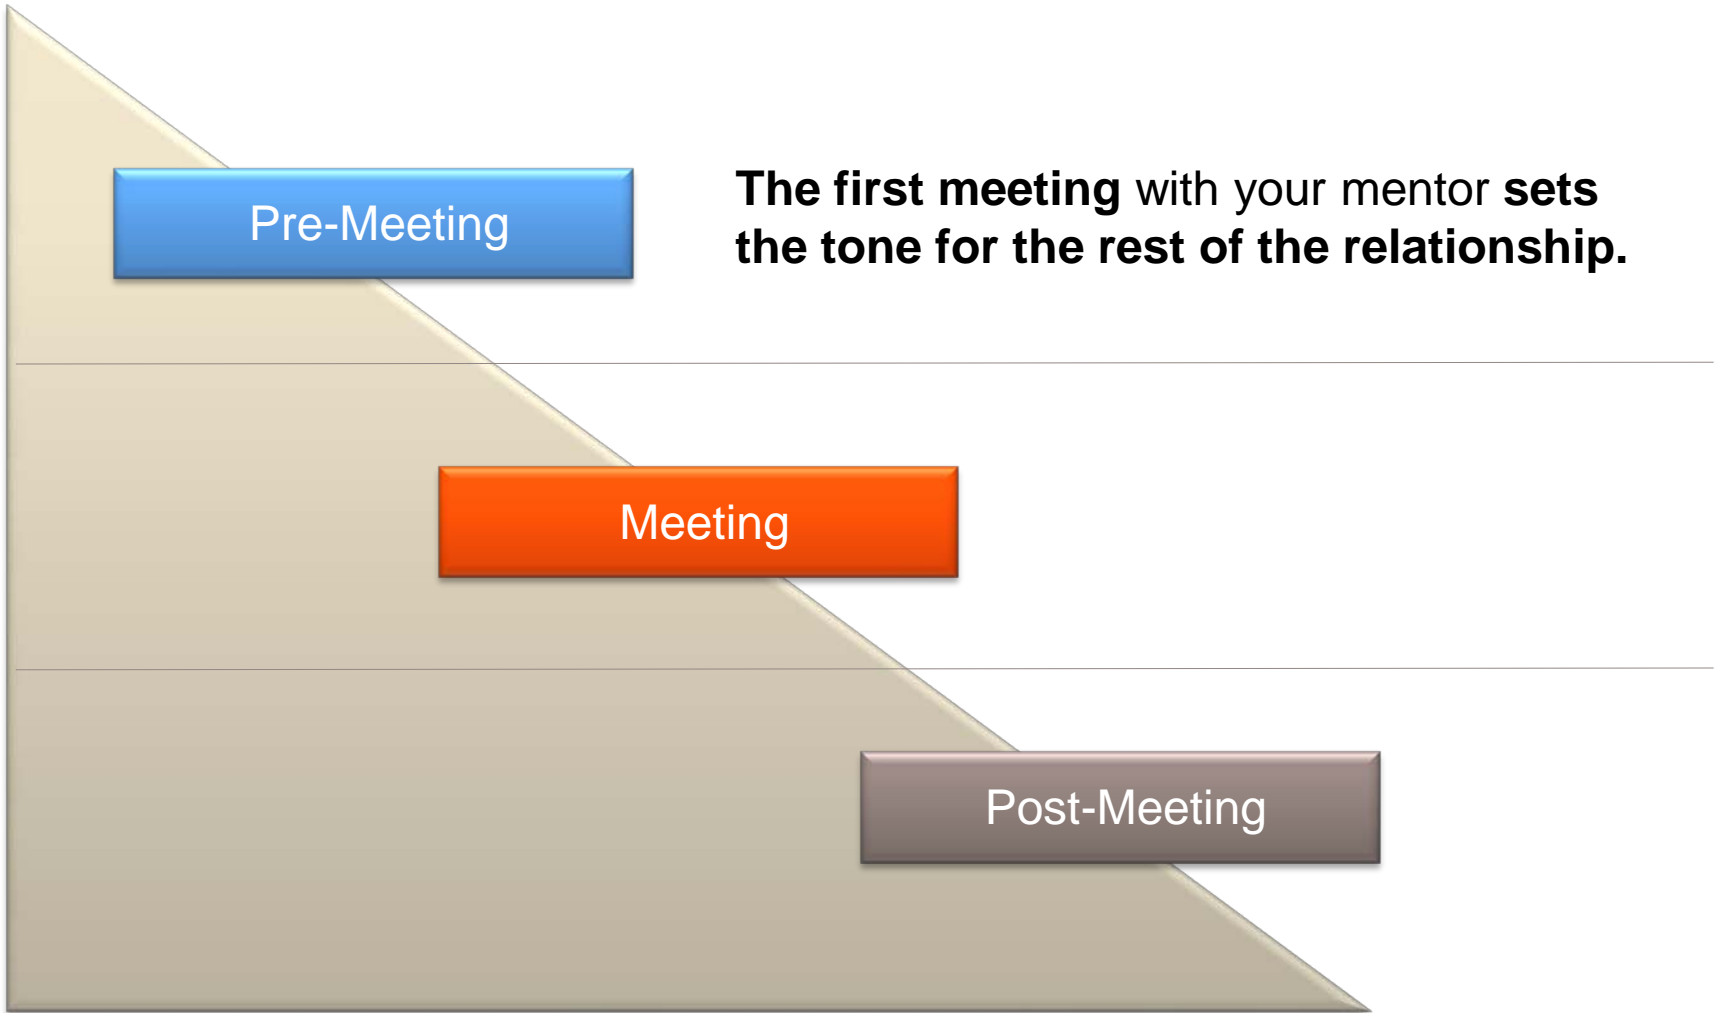 Pre-Meeting
The first meeting with your mentor sets
the tone for the rest of the relationship.
Meeting
Post-Meeting